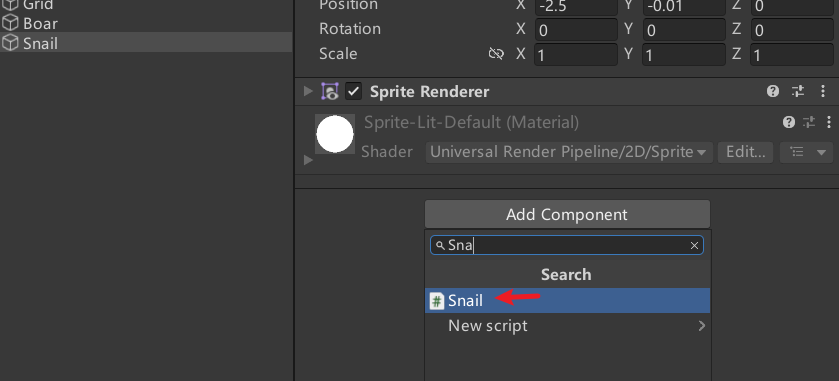 Grid
Boar
Snail
Position X -2.5 Y -0.01 Z 0
Rotation X 0 Y 0 Z 0
Scale X 1 Y 1 Z 1
Sprite Renderer
Sprite-Lit-Default (Material)
Shader Universal Render Pipeline/2D/Sprite Edit...
Add Component
Sna
Search
Snail
New script